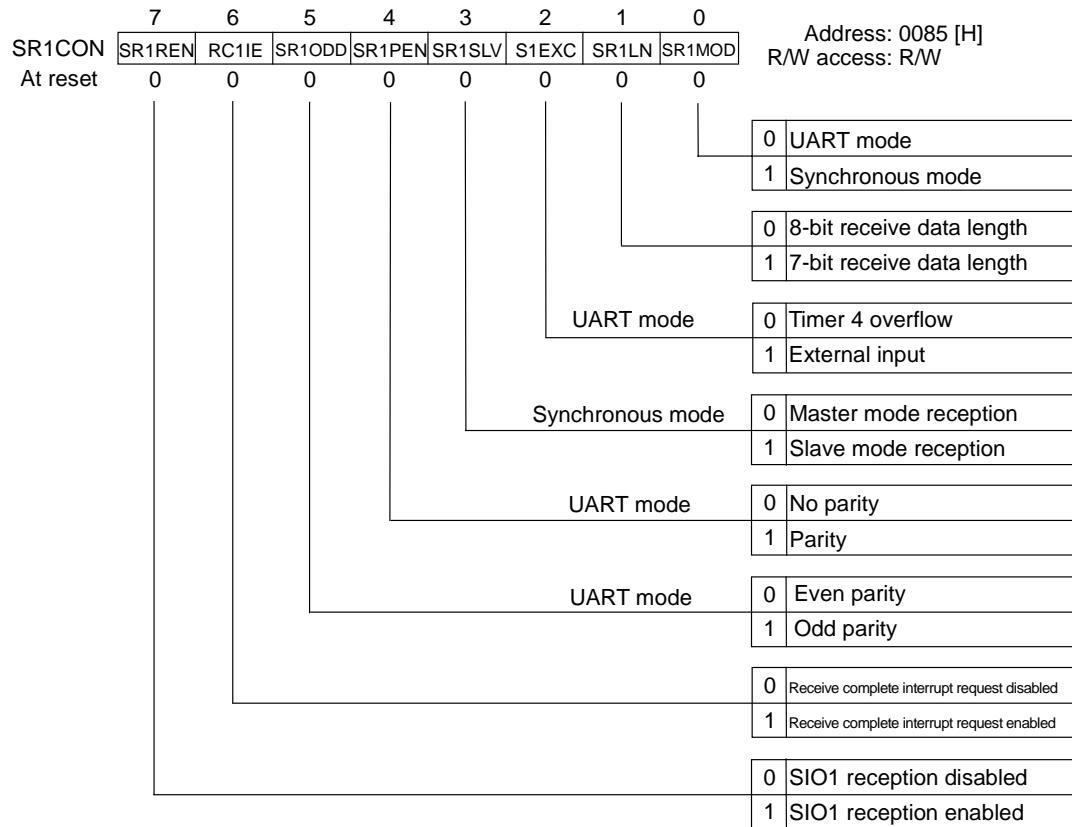 7 6 5 4 3 2 1 0
SR1CON SR1REN RC1IE SR1ODD SR1PEN SR1SLV S1EXC SR1LN SR1MOD
At reset 0 0 0 0 0 0 0 0
Address: 0085 [H]
R/W access: R/W
0 UART mode
1 Synchronous mode
0 8-bit receive data length
1 7-bit receive data length
UART mode
0 Timer 4 overflow
1 External input
Synchronous mode
0 Master mode reception
1 Slave mode reception
UART mode
0 No parity
1 Parity
UART mode
0 Even parity
1 Odd parity
0 Receive complete interrupt request disabled
1 Receive complete interrupt request enabled
0 SIO1 reception disabled
1 SIO1 reception enabled